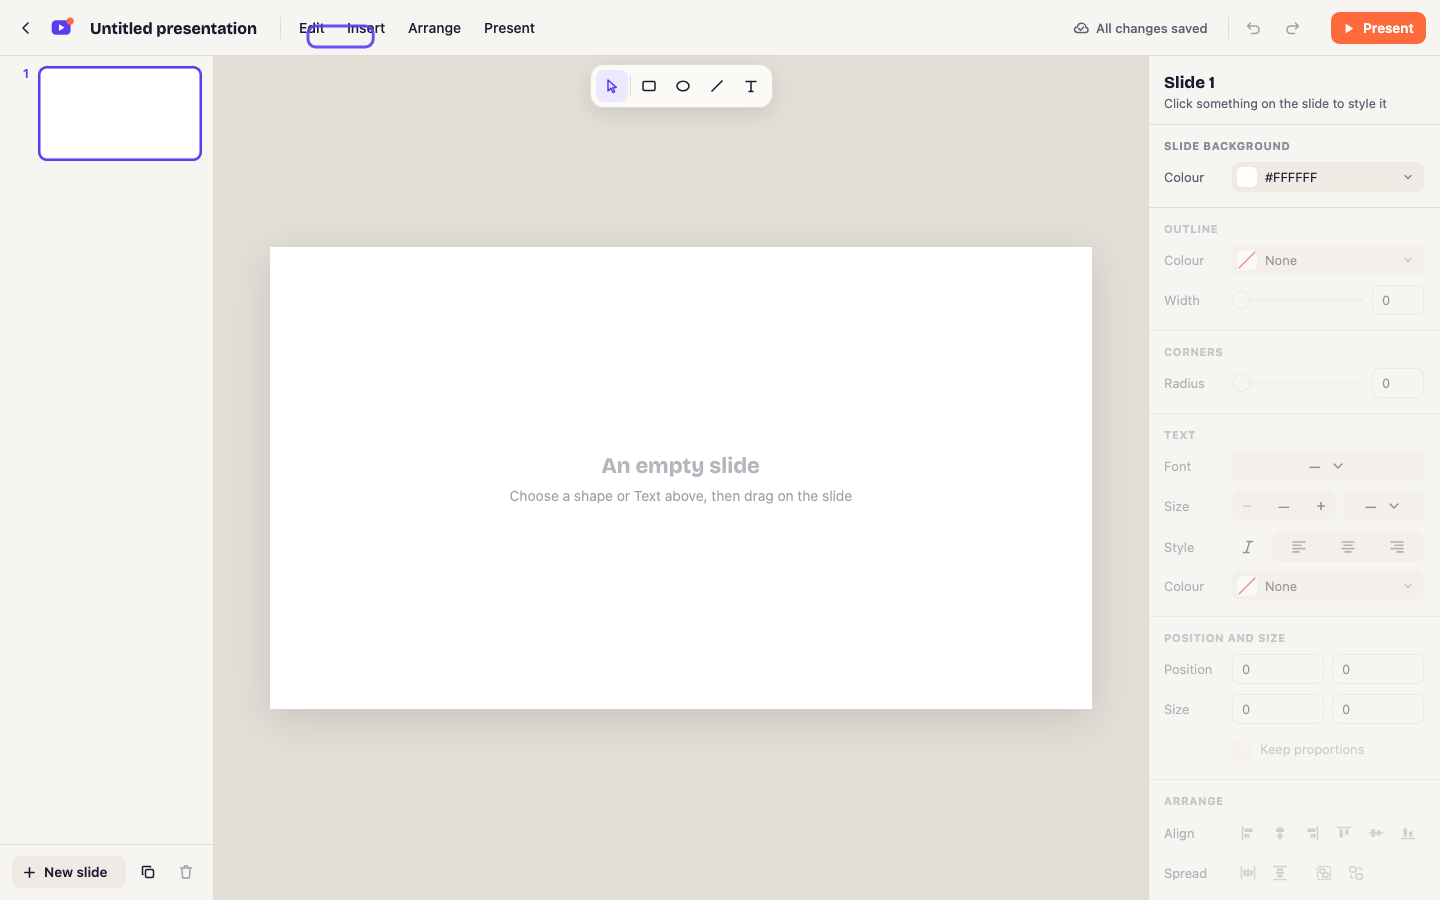 Untitled presentation
Edit Insert Arrange Present
All changes saved
Present
1
Slide 1
Click something on the slide to style it
SLIDE BACKGROUND
Colour #FFFFFF
OUTLINE
Colour None
Width 0
CORNERS
Radius 0
TEXT
Font —
Size − — + —
Style I
Colour None
POSITION AND SIZE
Position 0 0
Size 0 0
Keep proportions
ARRANGE
Align
Spread
An empty slide
Choose a shape or Text above, then drag on the slide
+ New slide